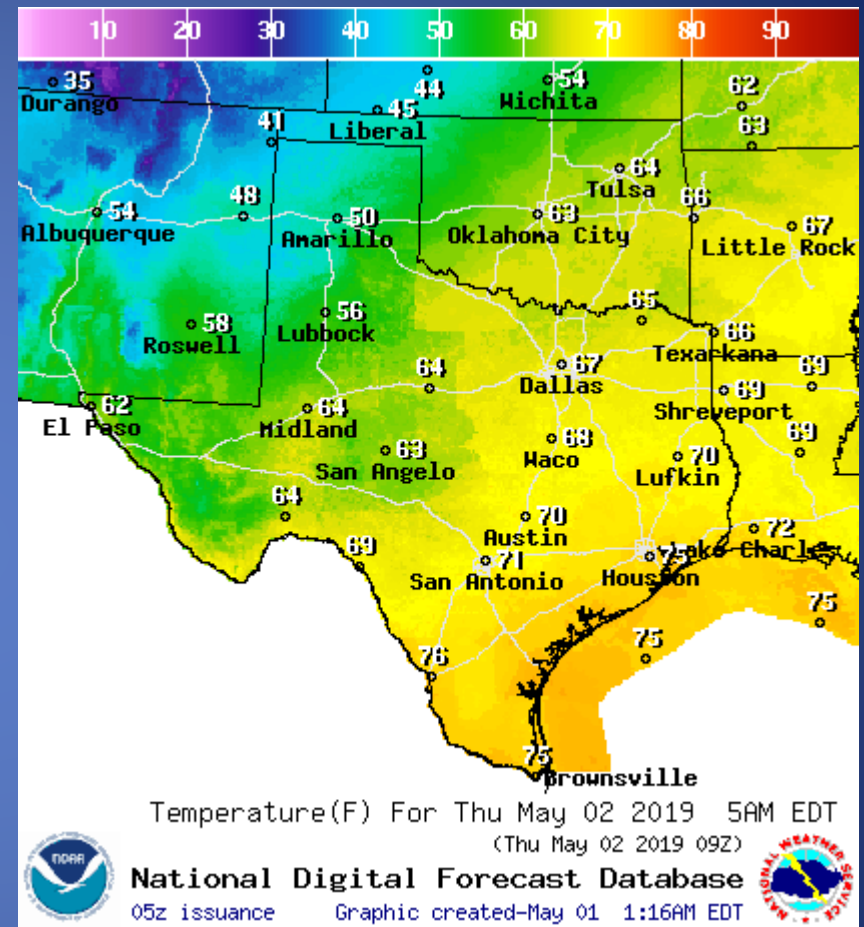 10 20 30 40 50 60 70 80 90
35
Durango
44
54
Wichita
62
45
Liberal
41
63
64
Tulsa
54
Albuquerque
48
50
Amarillo
63
Oklahoma City
66
67
Little Rock
58
Roswell
56
Lubbock
65
66
Texarkana
64
67
Dallas
69
69
Shreveport
62
El Paso
64
Midland
63
San Angelo
68
Waco
70
Lufkin
69
64
70
Austin
72
Lake Charles
69
71
San Antonio
75
Houston
75
75
76
75
Brownsville
Temperature(F) For Thu May 02 2019 5AM EDT
(Thu May 02 2019 09Z)
National Digital Forecast Database
05z issuance Graphic created-May 01 1:16AM EDT
NOAA
NATIONAL WEATHER SERVICE